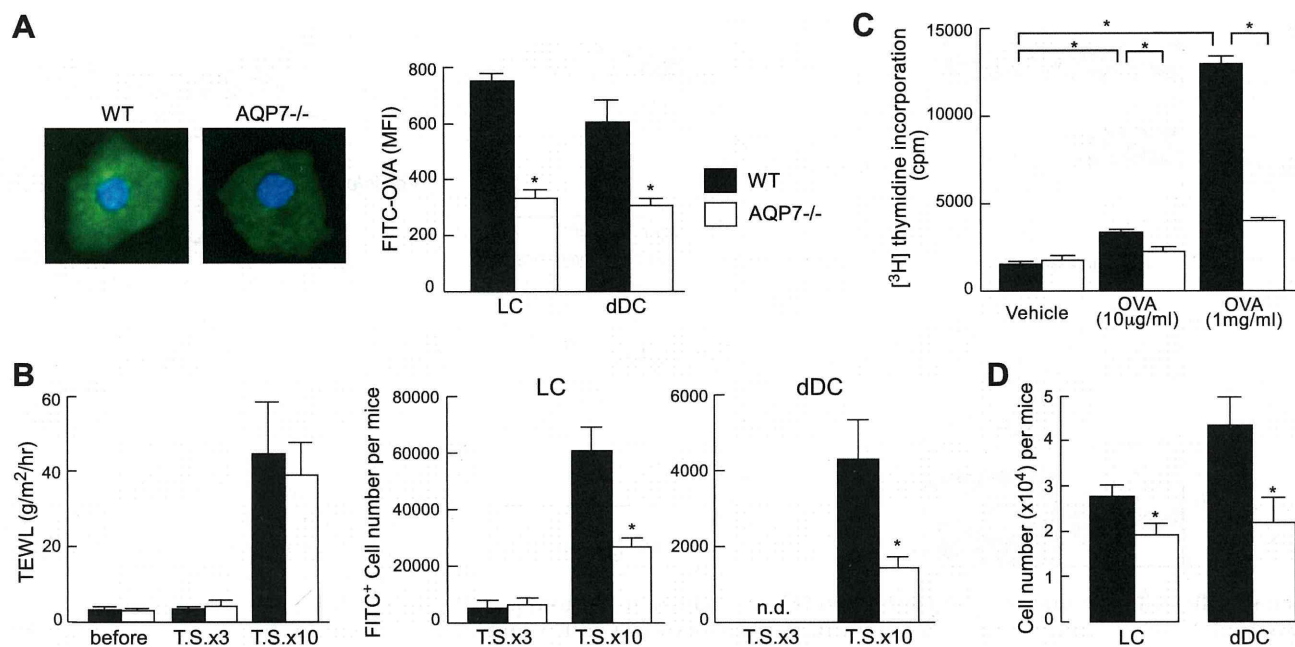 A
WT
AQP7-/-
FITC-OVA (MFI)
800
600
400
200
0
*
*
LC
dDC
WT
AQP7-/-
C
[³H] thymidine incorporation
(cpm)
15000
10000
5000
0
*
*
*
*
Vehicle
OVA
(10μg/ml)
OVA
(1mg/ml)
B
TEWL (g/m²/hr)
60
40
20
0
before
T.S.x3
T.S.x10
LC
FITC⁺ Cell number per mice
80000
60000
40000
20000
0
*
T.S.x3
T.S.x10
dDC
6000
4000
2000
0
n.d.
*
T.S.x3
T.S.x10
D
Cell number (x10⁴) per mice
5
4
3
2
1
0
*
*
LC
dDC